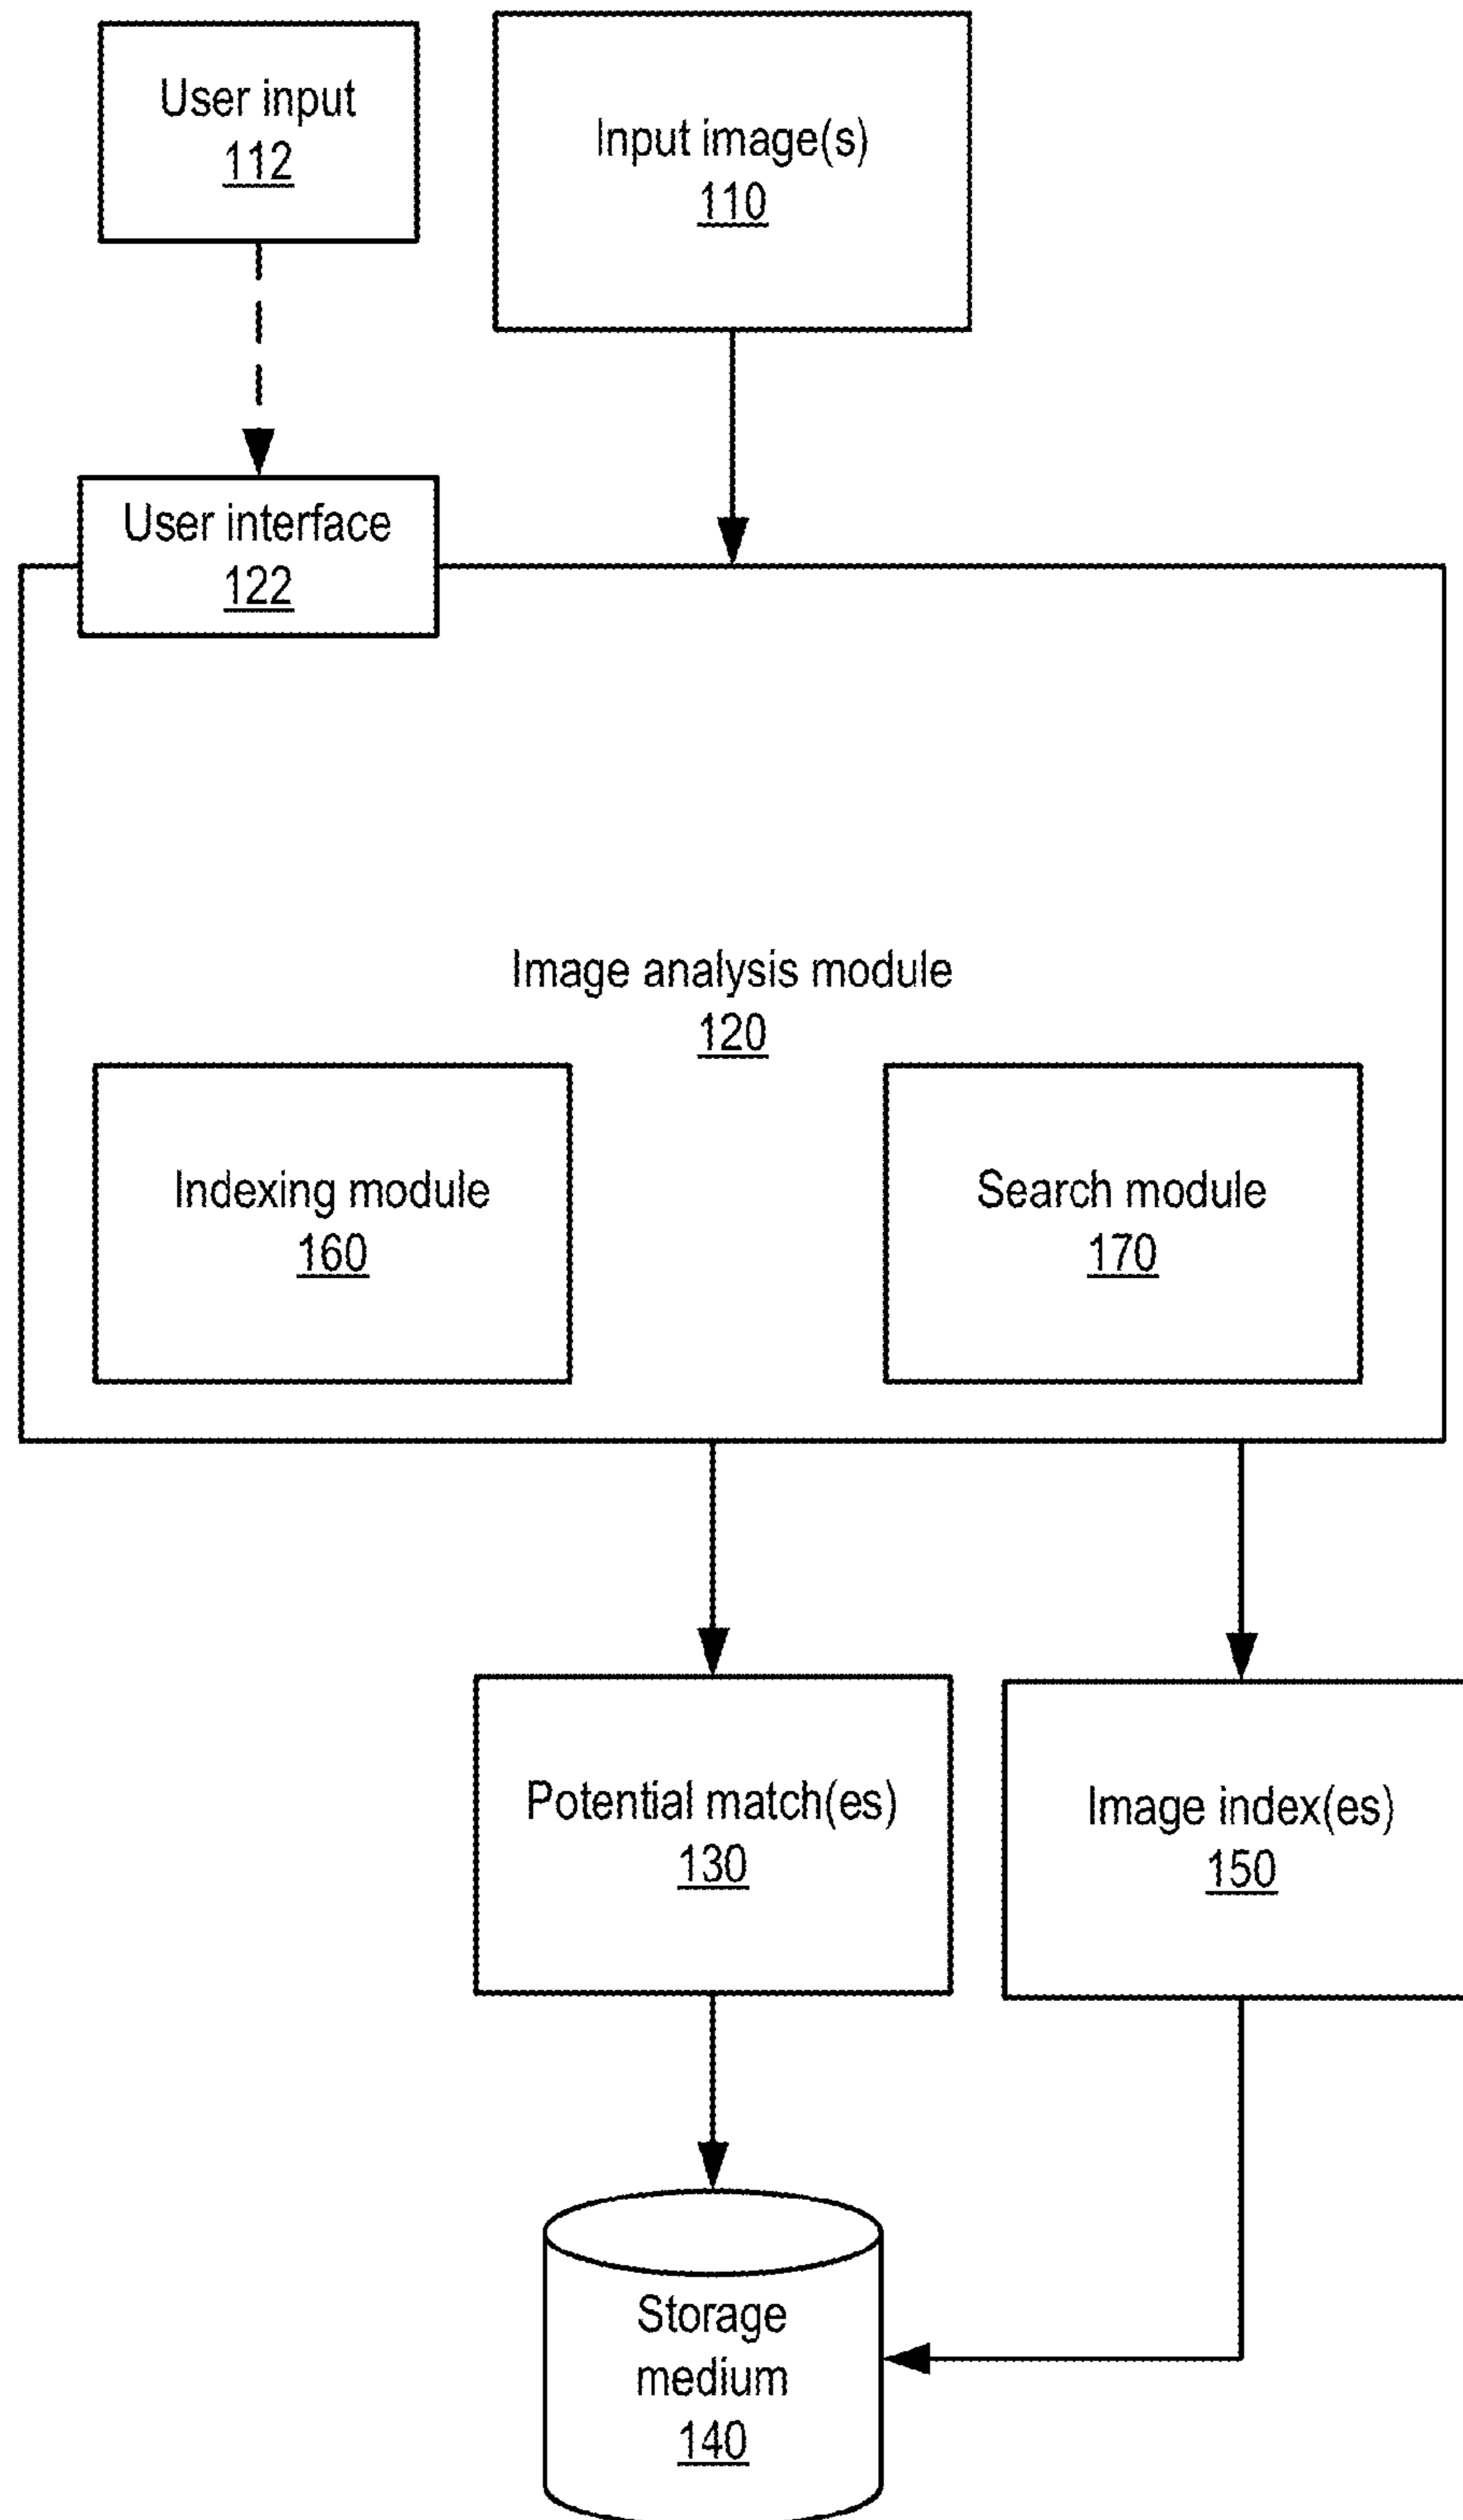 User input
112
Input image(s)
110
User interface
122
Image analysis module
120
Indexing module
160
Search module
170
Potential match(es)
130
Image index(es)
150
Storage
medium
140